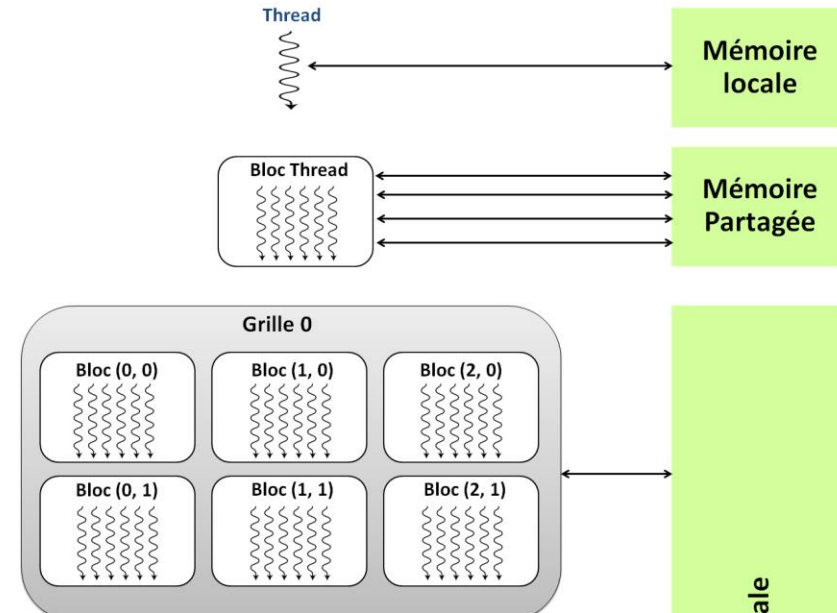 Thread
Mémoire
locale
Bloc Thread
Mémoire
Partagée
Grille 0
Bloc (0, 0)
Bloc (1, 0)
Bloc (2, 0)
Bloc (0, 1)
Bloc (1, 1)
Bloc (2, 1)
ale